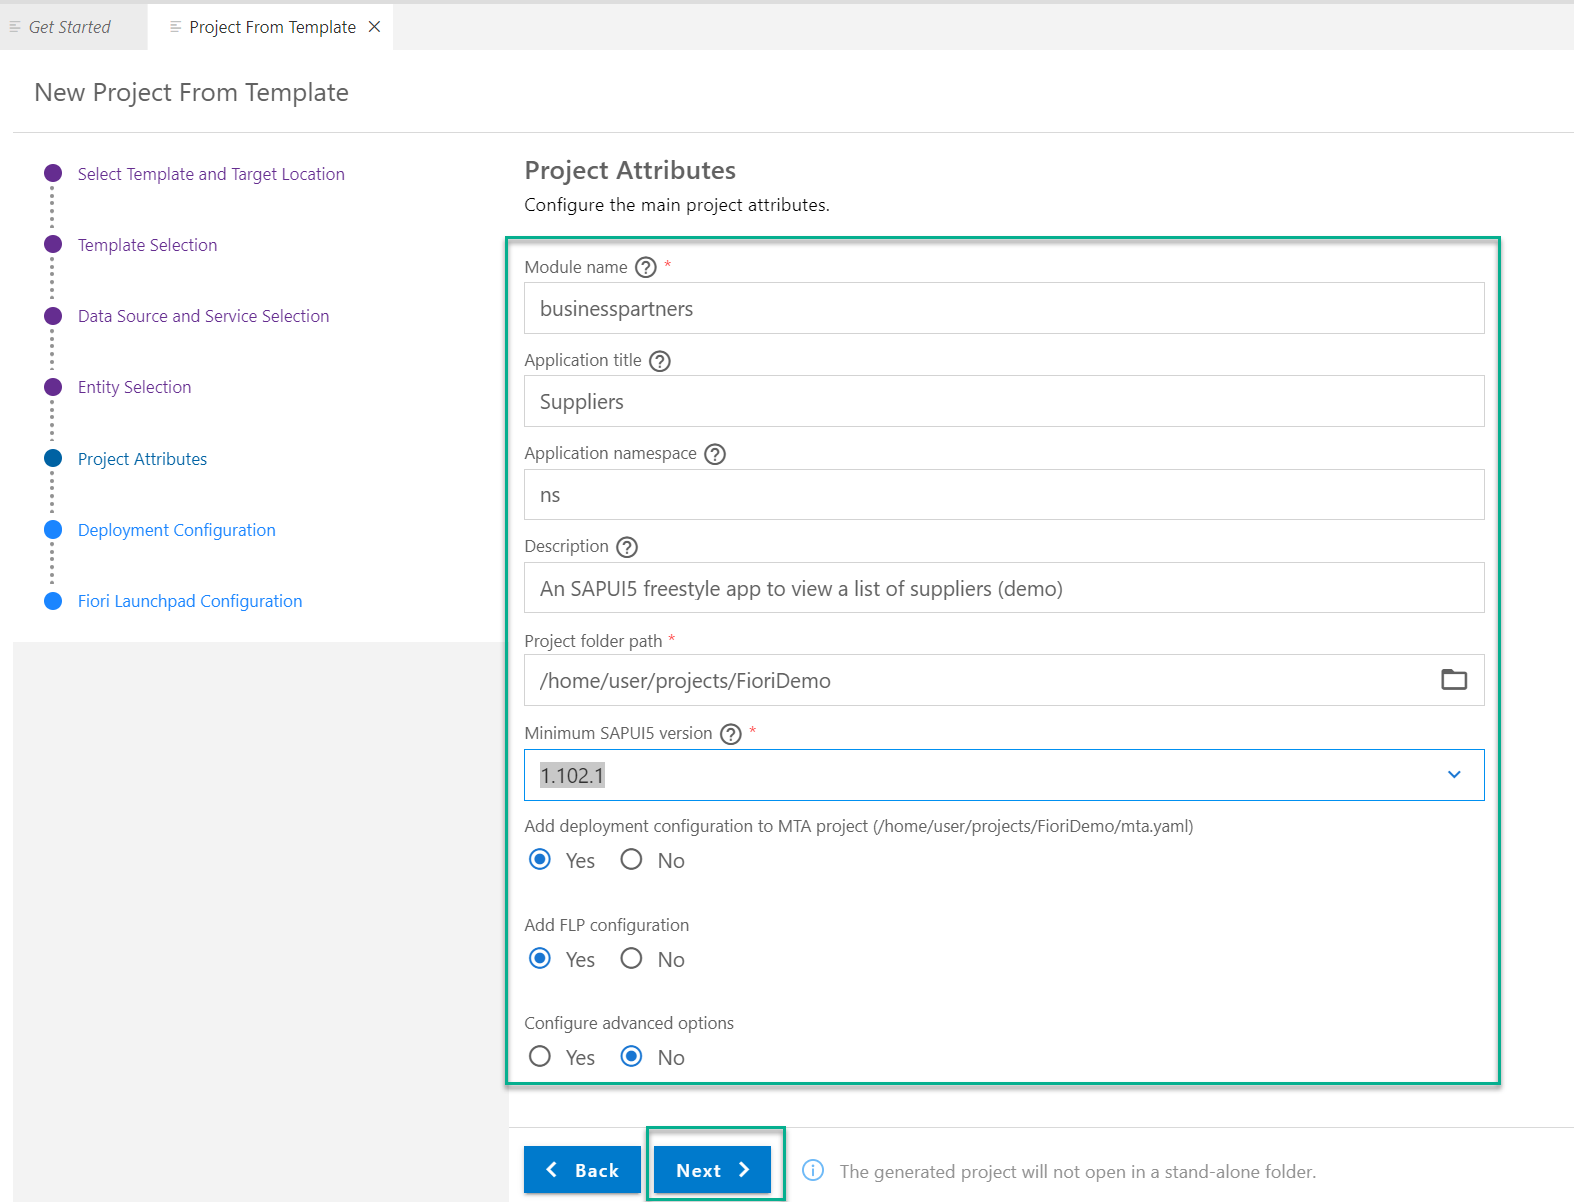 Get Started
Project From Template
New Project From Template
Select Template and Target Location
Template Selection
Data Source and Service Selection
Entity Selection
Project Attributes
Deployment Configuration
Fiori Launchpad Configuration
Project Attributes
Configure the main project attributes.
Module name ? *
businesspartners
Application title ?
Suppliers
Application namespace ?
ns
Description ?
An SAPUI5 freestyle app to view a list of suppliers (demo)
Project folder path *
/home/user/projects/FioriDemo
Minimum SAPUI5 version ? *
1.102.1
Add deployment configuration to MTA project (/home/user/projects/FioriDemo/mta.yaml)
Yes No
Add FLP configuration
Yes No
Configure advanced options
Yes No
Back Next The generated project will not open in a stand-alone folder.